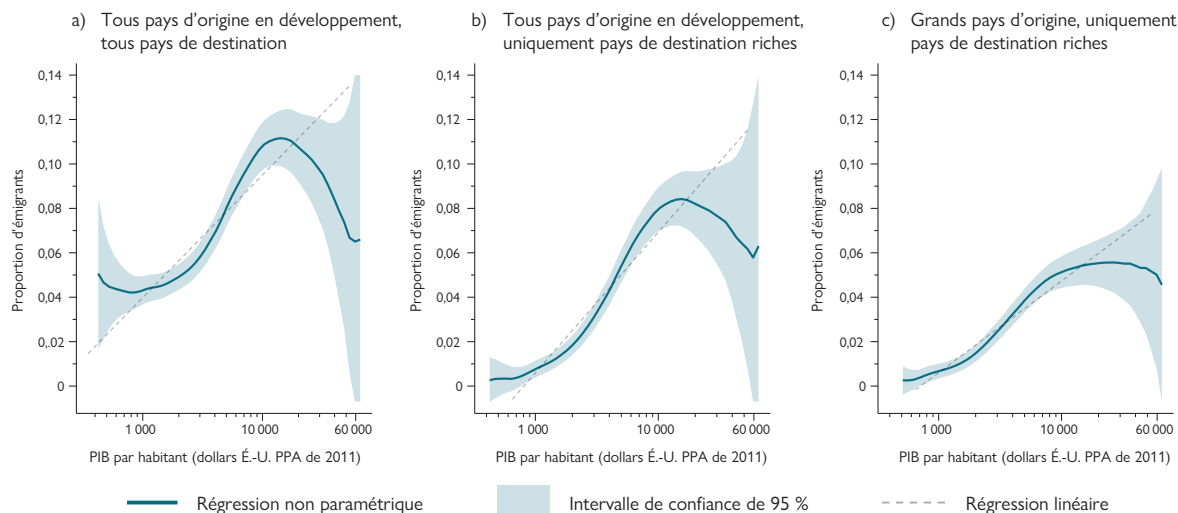 a) Tous pays d'origine en développement,
tous pays de destination
Proportion d'émigrants
0,14
0,12
0,10
0,08
0,06
0,04
0,02
0
1 000
10 000
60 000
PIB par habitant (dollars É.-U. PPA de 2011)
b) Tous pays d'origine en développement,
uniquement pays de destination riches
Proportion d'émigrants
0,14
0,12
0,10
0,08
0,06
0,04
0,02
0
1 000
10 000
60 000
PIB par habitant (dollars É.-U. PPA de 2011)
c) Grands pays d'origine, uniquement
pays de destination riches
Proportion d'émigrants
0,14
0,12
0,10
0,08
0,06
0,04
0,02
0
1 000
10 000
60 000
PIB par habitant (dollars É.-U. PPA de 2011)
Régression non paramétrique
Intervalle de confiance de 95 %
Régression linéaire